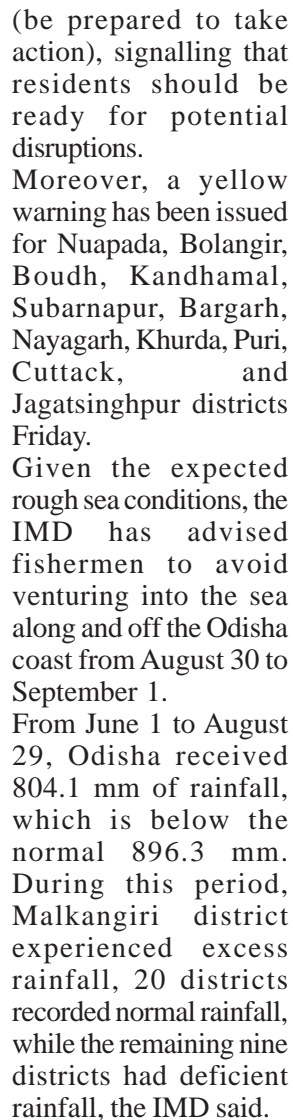 (be prepared to take
action), signalling that
residents should be
ready for potential
disruptions.
Moreover, a yellow
warning has been issued
for Nuapada, Bolangir,
Boudh, Kandhamal,
Subarnapur, Bargarh,
Nayagarh, Khurda, Puri,
Cuttack, and
Jagatsinghpur districts
Friday.
Given the expected
rough sea conditions, the
IMD has advised
fishermen to avoid
venturing into the sea
along and off the Odisha
coast from August 30 to
September 1.
From June 1 to August
29, Odisha received
804.1 mm of rainfall,
which is below the
normal 896.3 mm.
During this period,
Malkangiri district
experienced excess
rainfall, 20 districts
recorded normal rainfall,
while the remaining nine
districts had deficient
rainfall, the IMD said.